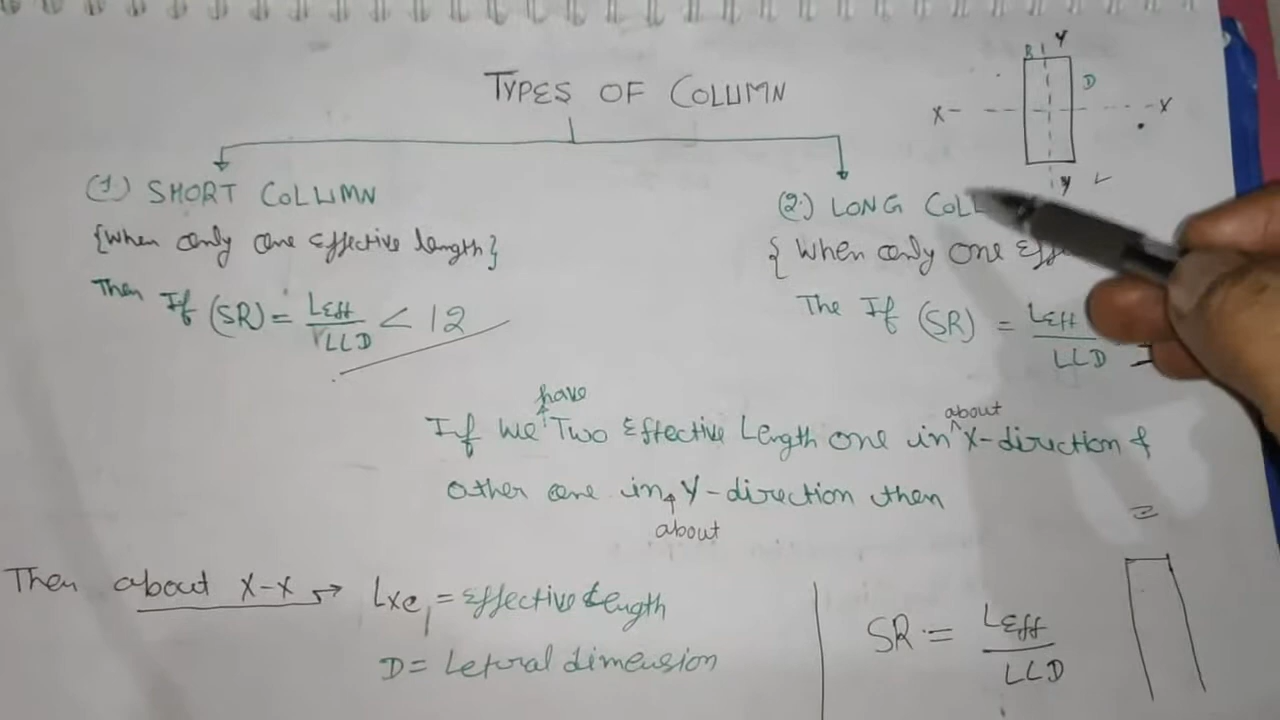 TYPES OF COLUMN
B Y
D
X X
Y
(1.) SHORT COLUMN
{When only one effective length}
Then If (SR) = LEff / LLD < 12
(2.) LONG
{ When only one
The If (SR) = LEff / LLD
have
If we Two Effective Length one in X-direction &
about
other one in Y-direction then
about
Then about X-X → Lxe, = Effective Length
D = Leteral dimension
SR = LEff / LLD